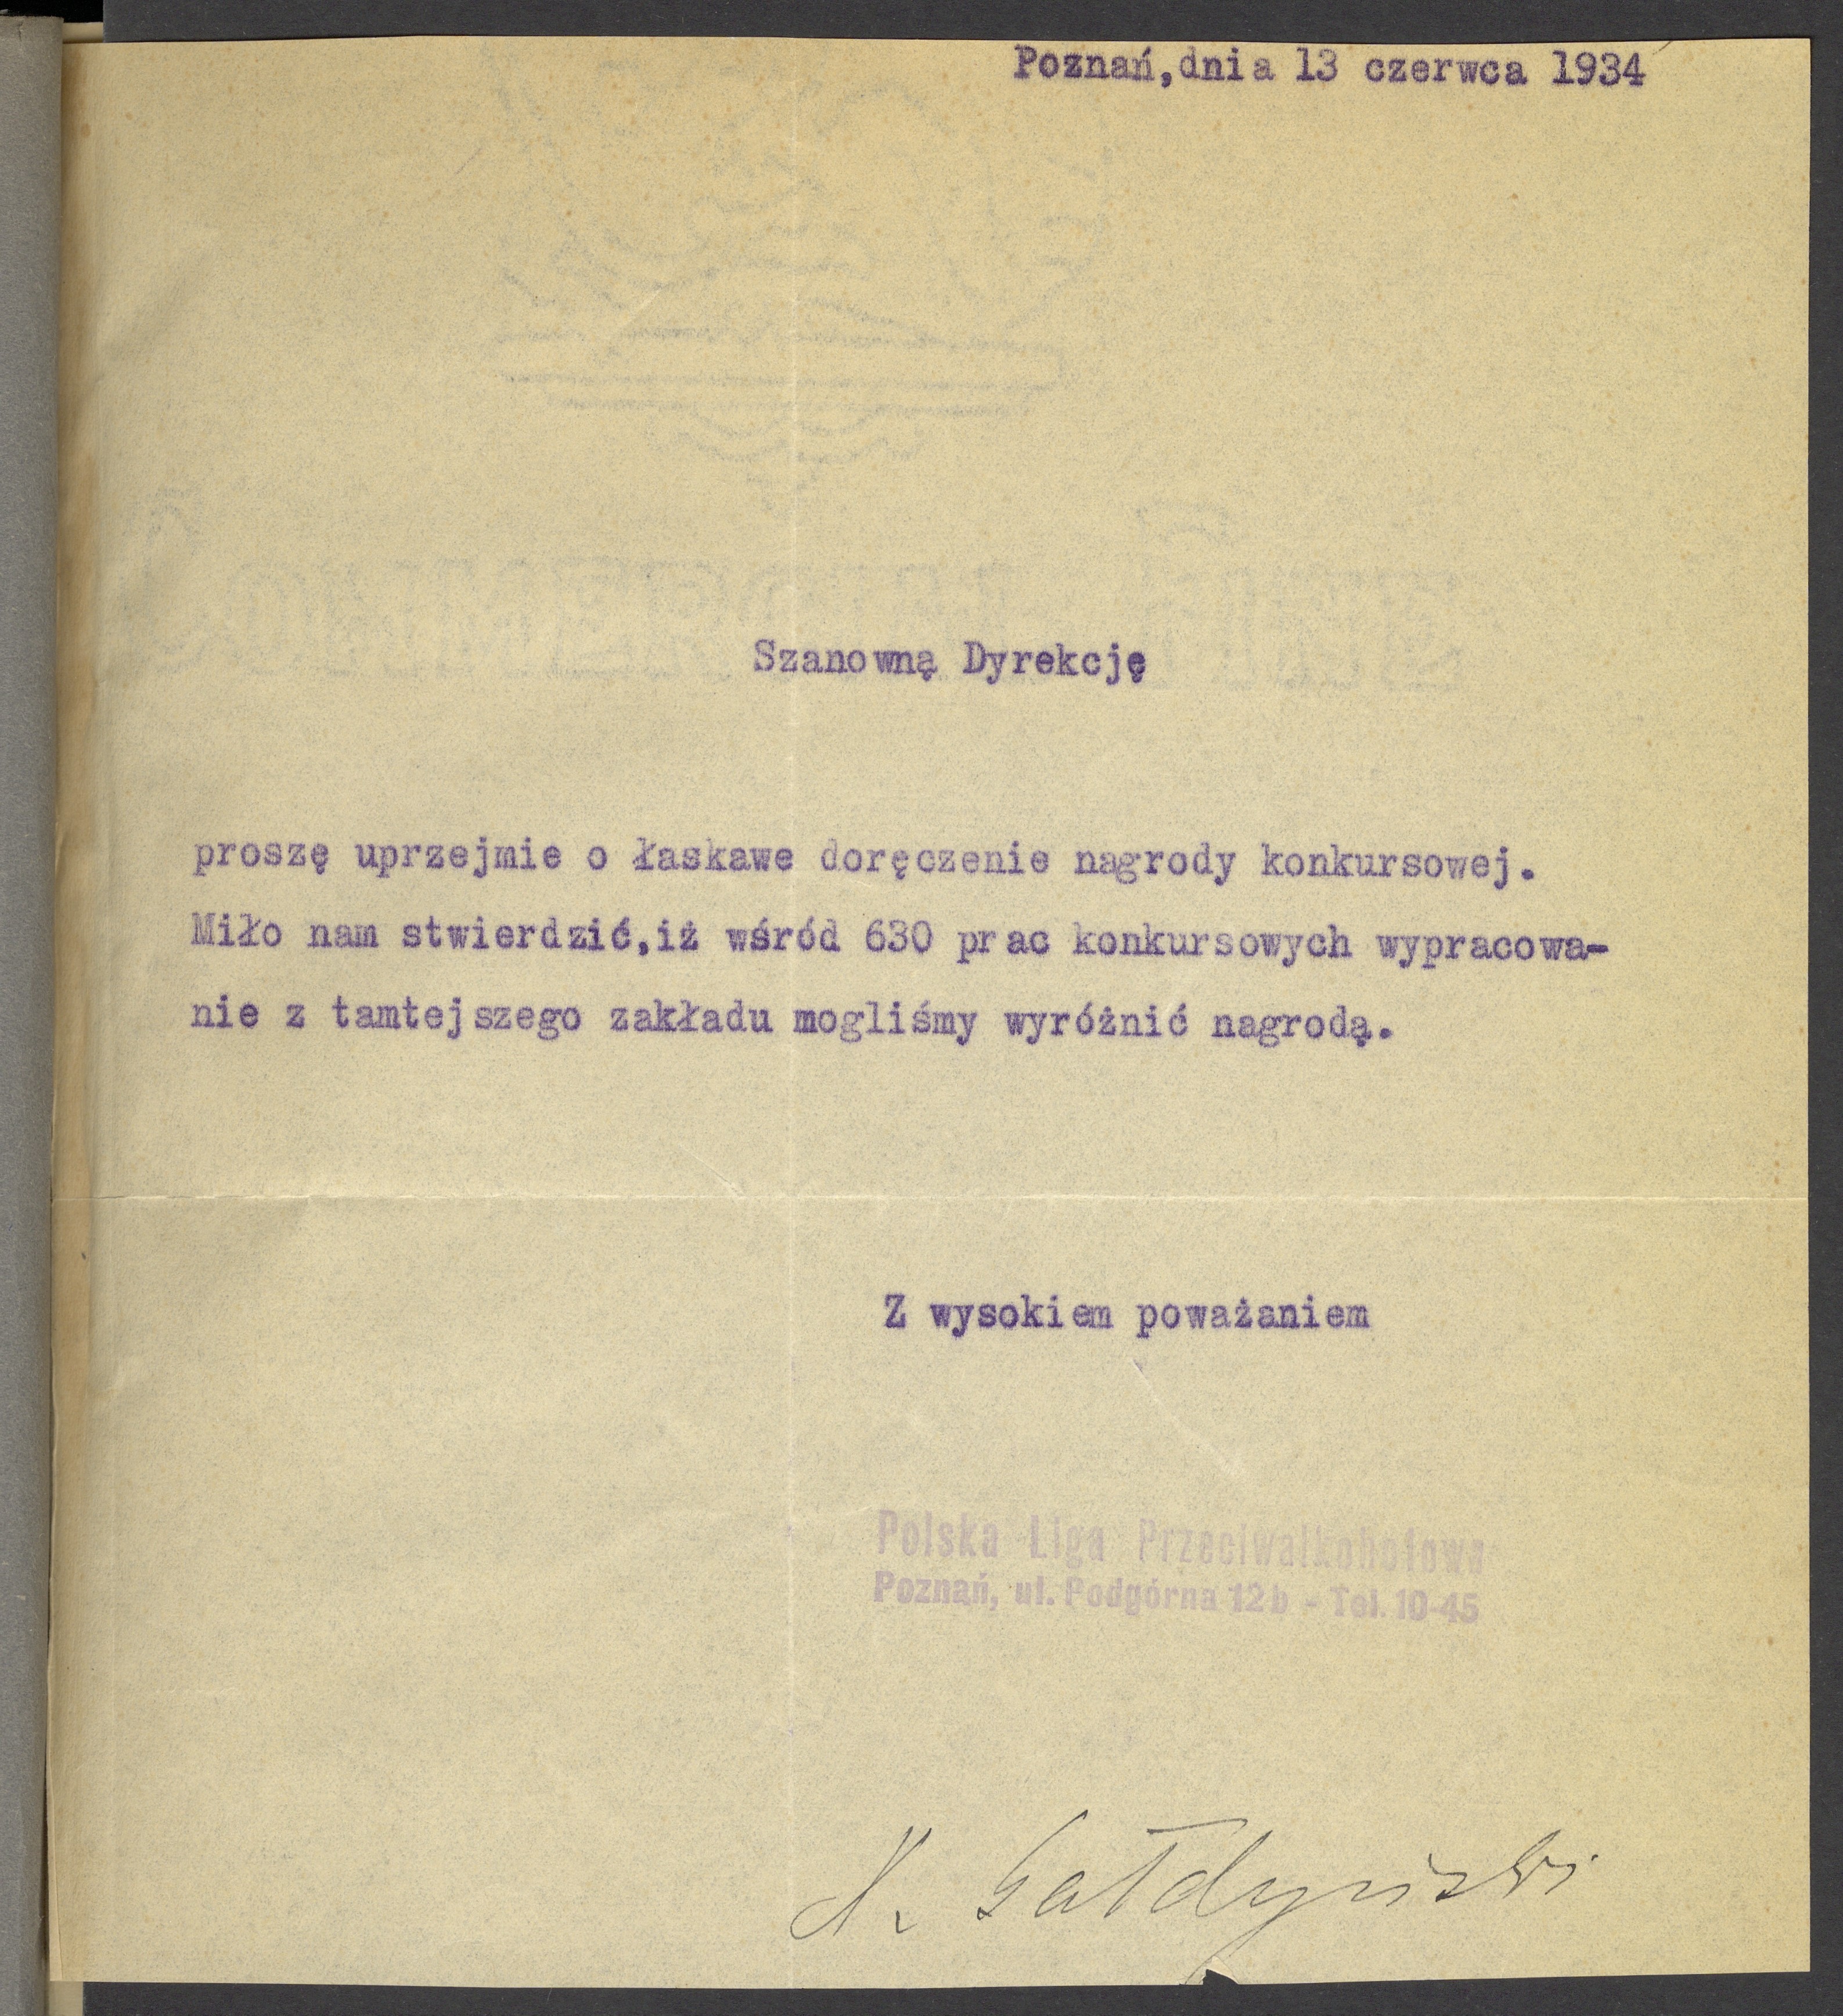 Poznań,dnia 13 czerwca 1934
Szanowną Dyrekcję
proszę uprzejmie o łaskawe doręczenie nagrody konkursowej.
Miło nam stwierdzić,iż wśród 630 prac konkursowych wypracowa-
nie z tamtejszego zakładu mogliśmy wyróżnić nagrodą.
Z wysokiem poważaniem
Polska Liga Przeciwalkoholowa
Poznań, ul. Podgórna 12b - Tel. 10-45